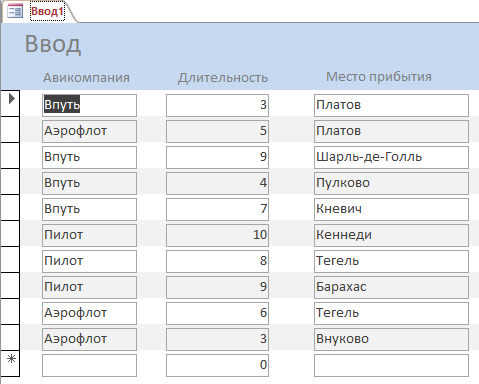 Ввод1
Ввод
Авикомпания Длительность Место прибытия
Впуть 3 Платов
Аэрофлот 5 Платов
Впуть 9 Шарль-де-Голль
Впуть 4 Пулково
Впуть 7 Кневич
Пилот 10 Кеннеди
Пилот 8 Тегель
Пилот 9 Барахас
Аэрофлот 6 Тегель
Аэрофлот 3 Внуково
0